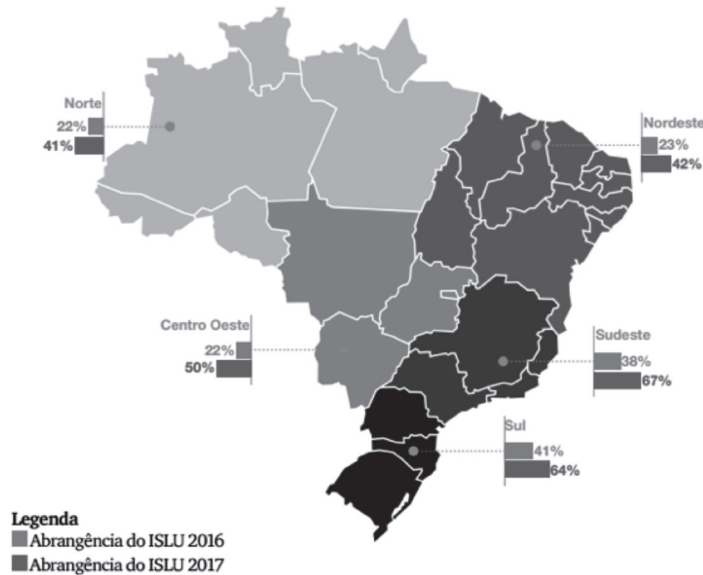 Norte
22%
41%
Nordeste
23%
42%
Centro Oeste
22%
50%
Sudeste
38%
67%
Sul
41%
64%
Legenda
Abrangência do ISLU 2016
Abrangência do ISLU 2017